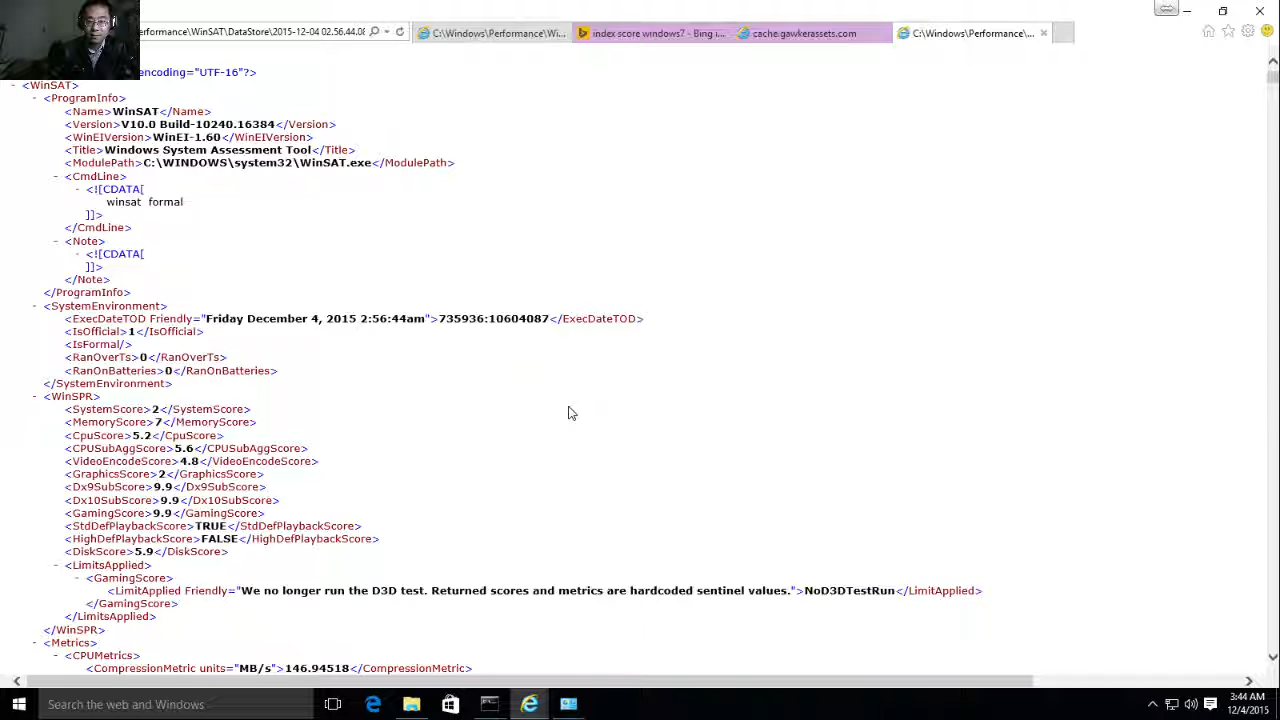 erformance\WinSAT\DataStore\2015-12-04 02.56.44.08
C:\Windows\Performance\Wi...
index score windows7 - Bing i...
cache.gawkerassets.com
C:\Windows\Performance\...
encoding="UTF-16"?>
- <WinSAT>
- <ProgramInfo>
<Name>WinSAT</Name>
<Version>V10.0 Build-10240.16384</Version>
<WinEIVersion>WinEI-1.60</WinEIVersion>
<Title>Windows System Assessment Tool</Title>
<ModulePath>C:\WINDOWS\system32\WinSAT.exe</ModulePath>
- <CmdLine>
- <![CDATA[
winsat formal
]]>
</CmdLine>
- <Note>
- <![CDATA[
]]>
</Note>
</ProgramInfo>
- <SystemEnvironment>
<ExecDateTOD Friendly="Friday December 4, 2015 2:56:44am">735936:10604087</ExecDateTOD>
<IsOfficial>1</IsOfficial>
<IsFormal/>
<RanOverTs>0</RanOverTs>
<RanOnBatteries>0</RanOnBatteries>
</SystemEnvironment>
- <WinSPR>
<SystemScore>2</SystemScore>
<MemoryScore>7</MemoryScore>
<CpuScore>5.2</CpuScore>
<CPUSubAggScore>5.6</CPUSubAggScore>
<VideoEncodeScore>4.8</VideoEncodeScore>
<GraphicsScore>2</GraphicsScore>
<Dx9SubScore>9.9</Dx9SubScore>
<Dx10SubScore>9.9</Dx10SubScore>
<GamingScore>9.9</GamingScore>
<StdDefPlaybackScore>TRUE</StdDefPlaybackScore>
<HighDefPlaybackScore>FALSE</HighDefPlaybackScore>
<DiskScore>5.9</DiskScore>
- <LimitsApplied>
- <GamingScore>
<LimitApplied Friendly="We no longer run the D3D test. Returned scores and metrics are hardcoded sentinel values.">NoD3DTestRun</LimitApplied>
</GamingScore>
</LimitsApplied>
</WinSPR>
- <Metrics>
- <CPUMetrics>
<CompressionMetric units="MB/s">146.94518</CompressionMetric>
Search the web and Windows
3:44 AM
12/4/2015